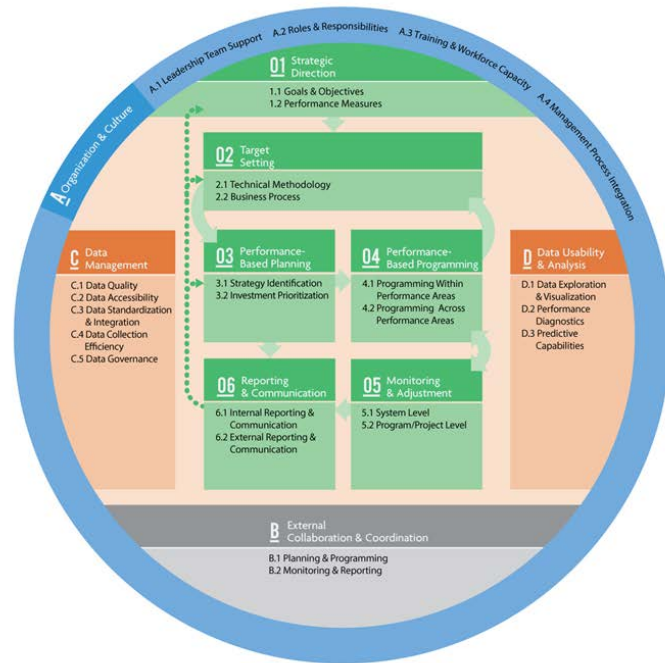 A Organization & Culture
A.1 Leadership Team Support
A.2 Roles & Responsibilities
A.3 Training & Workforce Capacity
A.4 Management Process Integration
01 Strategic
Direction
1.1 Goals & Objectives
1.2 Performance Measures
02 Target
Setting
2.1 Technical Methodology
2.2 Business Process
C Data
Management
C.1 Data Quality
C.2 Data Accessibility
C.3 Data Standardization
& Integration
C.4 Data Collection
Efficiency
C.5 Data Governance
03 Performance-
Based Planning
3.1 Strategy Identification
3.2 Investment Prioritization
04 Performance-
Based Programming
4.1 Programming Within
Performance Areas
4.2 Programming Across
Performance Areas
D Data Usability
& Analysis
D.1 Data Exploration
& Visualization
D.2 Performance
Diagnostics
D.3 Predictive
Capabilities
06 Reporting
& Communication
6.1 Internal Reporting &
Communication
6.2 External Reporting &
Communication
05 Monitoring
& Adjustment
5.1 System Level
5.2 Program/Project Level
B External
Collaboration & Coordination
B.1 Planning & Programming
B.2 Monitoring & Reporting